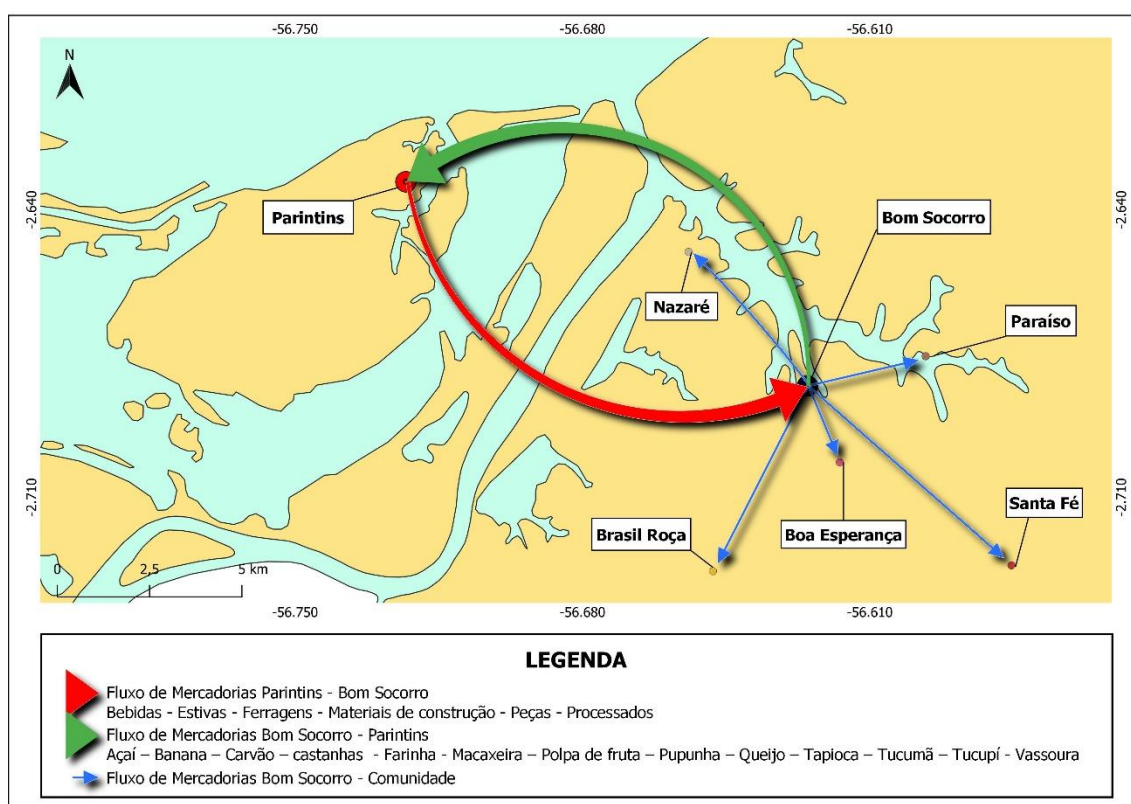 -56.750 -56.680 -56.610
N
-2.640 -2.640
Parintins
Bom Socorro
Nazaré
Paraíso
-2.710 -2.710
Santa Fé
Brasil Roça
Boa Esperança
0 2,5 5 km
-56.750 -56.680 -56.610
LEGENDA
Fluxo de Mercadorias Parintins - Bom Socorro
Bebidas - Estivas - Ferragens - Materiais de construção - Peças - Processados
Fluxo de Mercadorias Bom Socorro - Parintins
Açaí – Banana – Carvão – castanhas - Farinha - Macaxeira – Polpa de fruta – Pupunha – Queijo – Tapioca – Tucumã – Tucupí - Vassoura
Fluxo de Mercadorias Bom Socorro - Comunidade